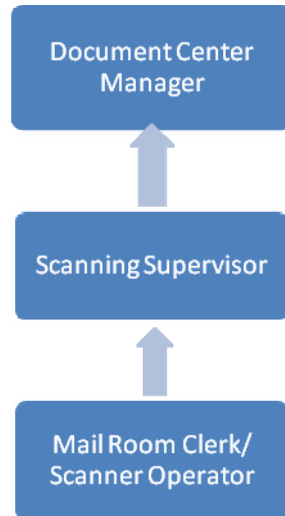 Document Center
Manager
Scanning Supervisor
Mail Room Clerk/
Scanner Operator